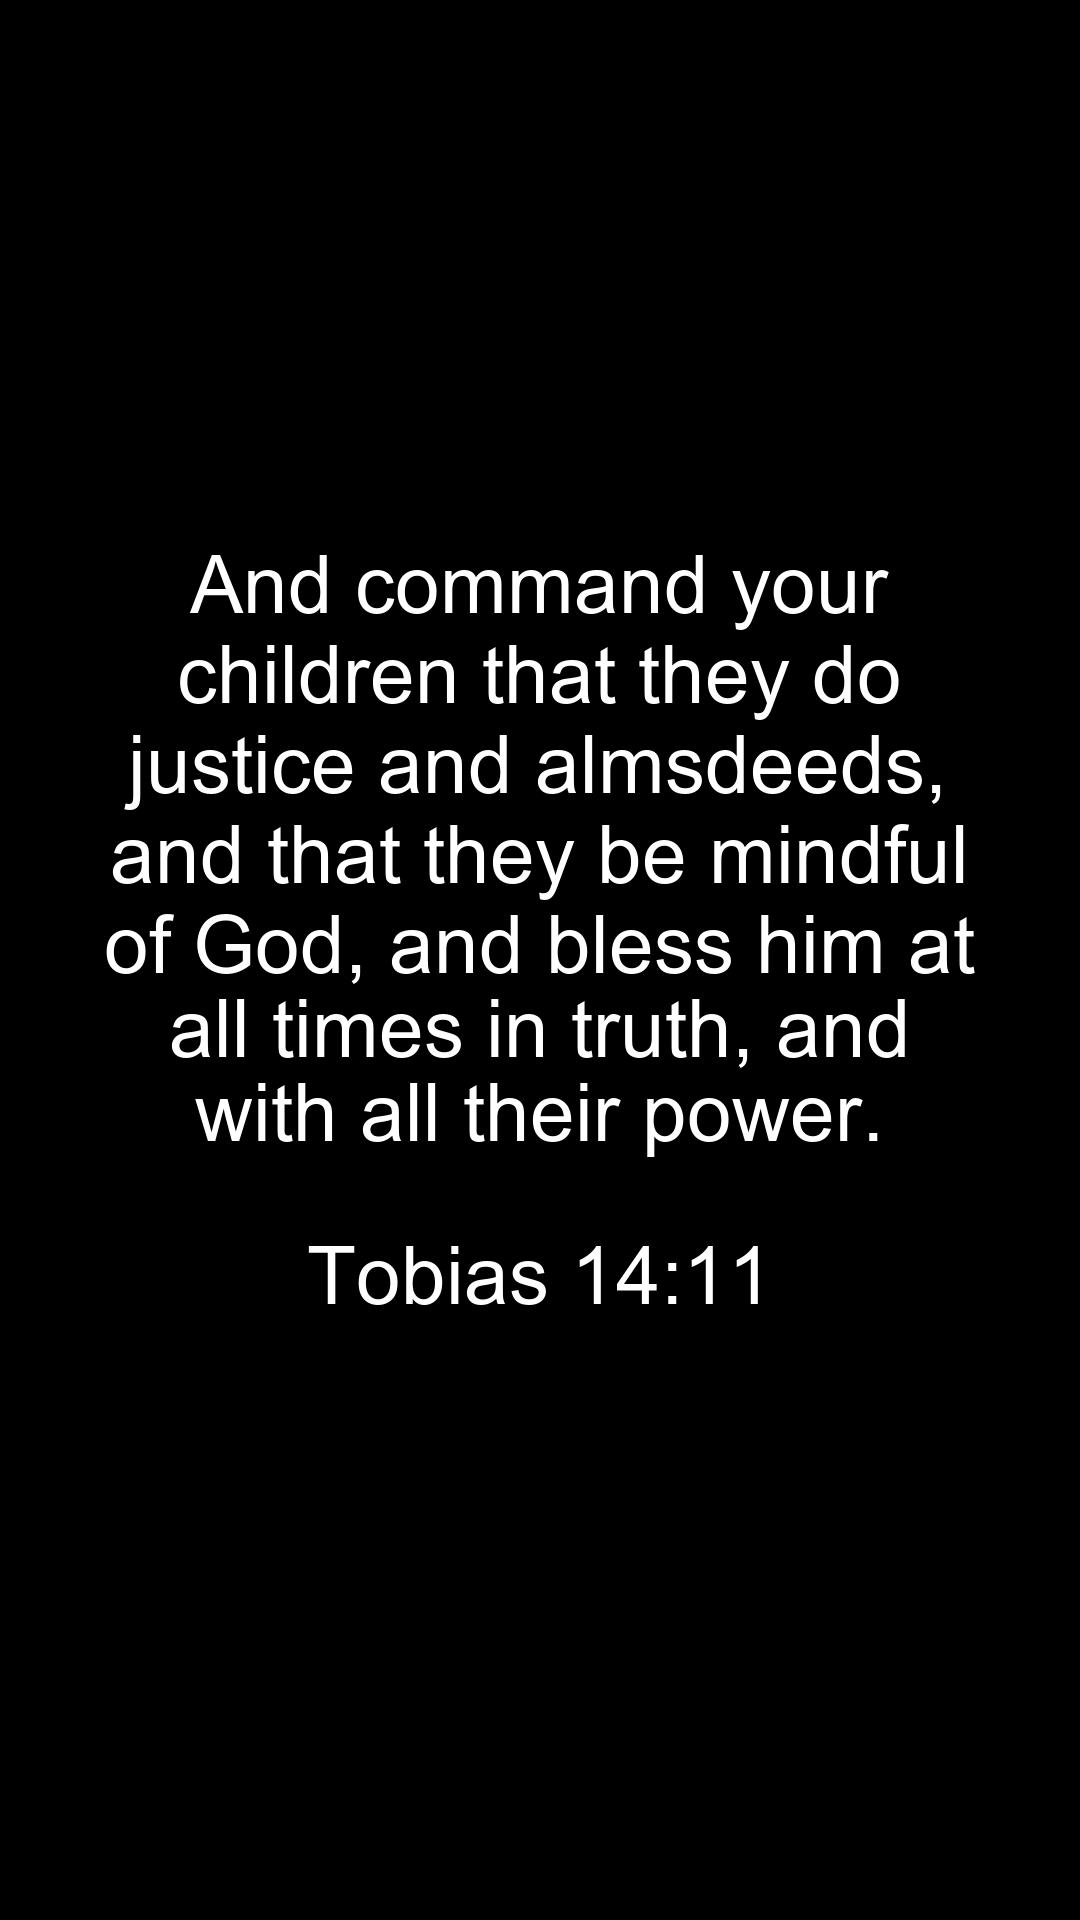 And command your
children that they do
justice and almsdeeds,
and that they be mindful
of God, and bless him at
all times in truth, and
with all their power.
Tobias 14:11